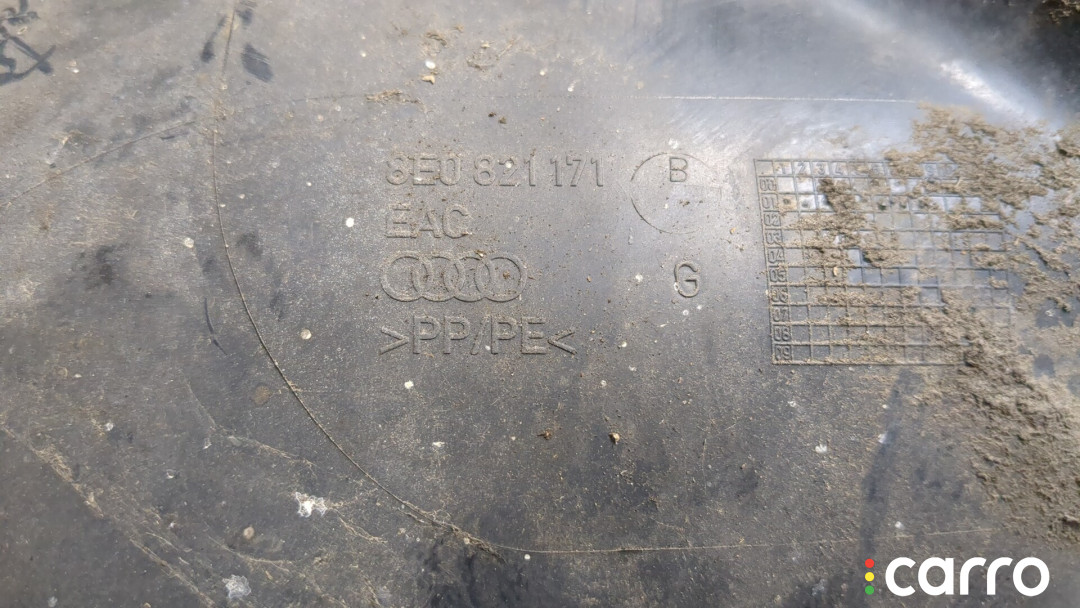 8E0 821 171 B
EAC
G
>PP/PE<
carro